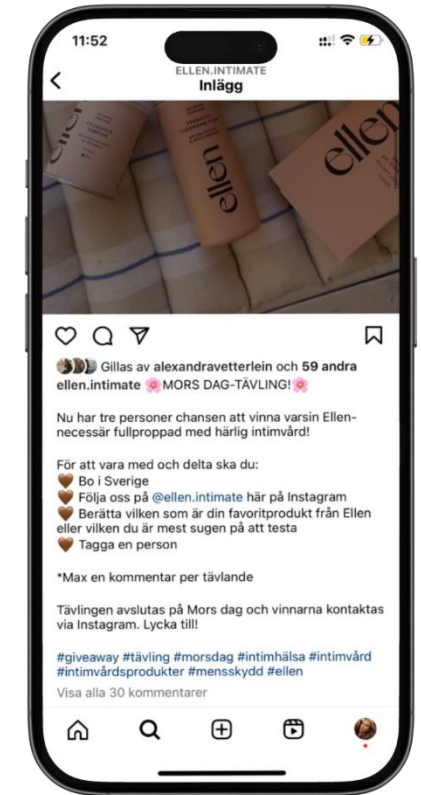 11:52
ELLEN.INTIMATE
Inlägg
ellen
ellen
ellen
Gillas av alexandravetterlein och 59 andra
ellen.intimate 🌸MORS DAG-TÄVLING!🌸
Nu har tre personer chansen att vinna varsin Ellen-
necessär fullproppad med härlig intimvård!
För att vara med och delta ska du:
🤎 Bo i Sverige
🤎 Följa oss på @ellen.intimate här på Instagram
🤎 Berätta vilken som är din favoritprodukt från Ellen
eller vilken du är mest sugen på att testa
🤎 Tagga en person
*Max en kommentar per tävlande
Tävlingen avslutas på Mors dag och vinnarna kontaktas
via Instagram. Lycka till!
#giveaway #tävling #morsdag #intimhälsa #intimvård
#intimvårdsprodukter #mensskydd #ellen
Visa alla 30 kommentarer